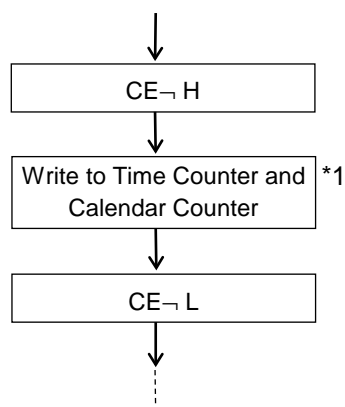 CE¬ H
Write to Time Counter and *1
Calendar Counter
CE¬ L